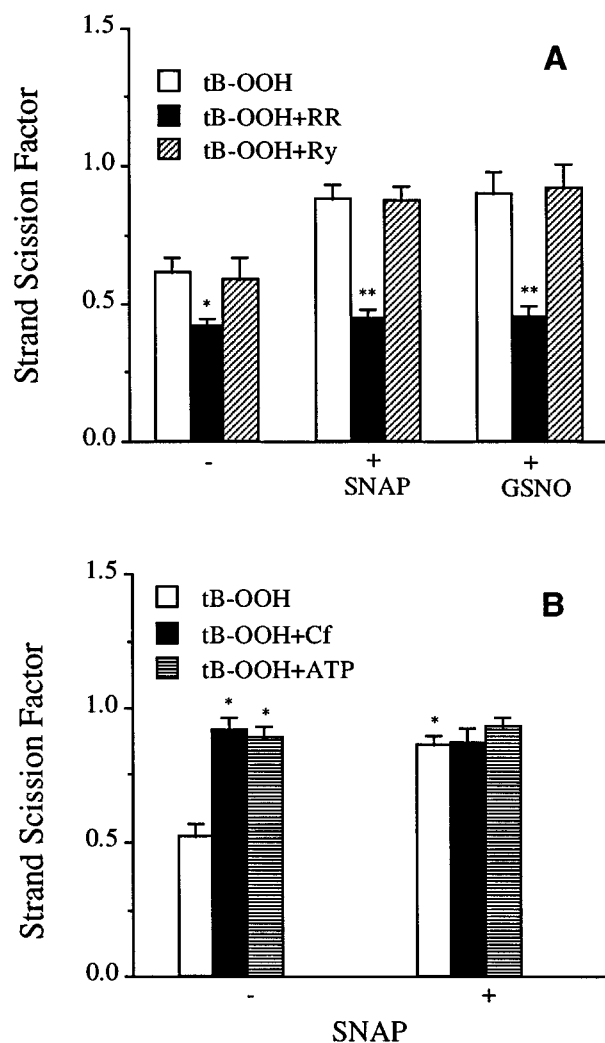 A
1.5
tB-OOH
tB-OOH+RR
tB-OOH+Ry
1.0
0.5
0.0
Strand Scission Factor
* ** **
- + +
SNAP GSNO
B
1.5
tB-OOH
tB-OOH+Cf
tB-OOH+ATP
1.0
0.5
0.0
Strand Scission Factor
* * *
- +
SNAP